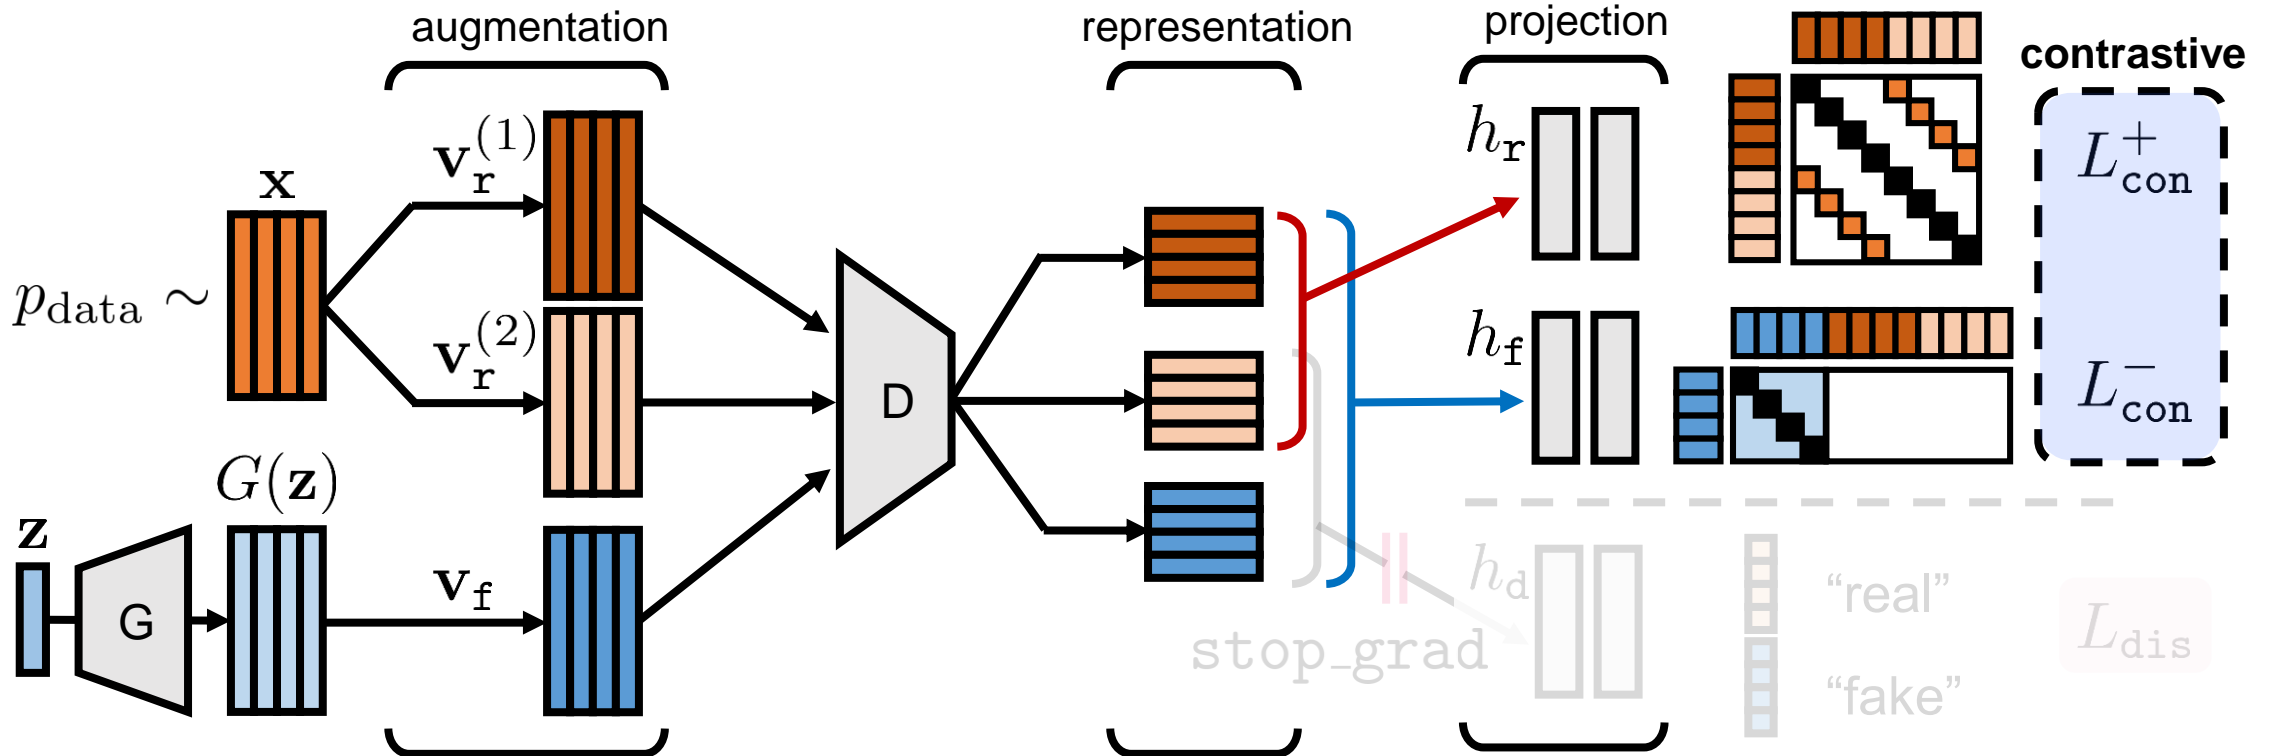 augmentation
representation
projection
contrastive
p_data ∼
x
v_r^(1)
v_r^(2)
G(z)
z
G
v_f
D
h_r
h_f
L_con^+
L_con^-
stop_grad
h_d
“real”
“fake”
L_dis